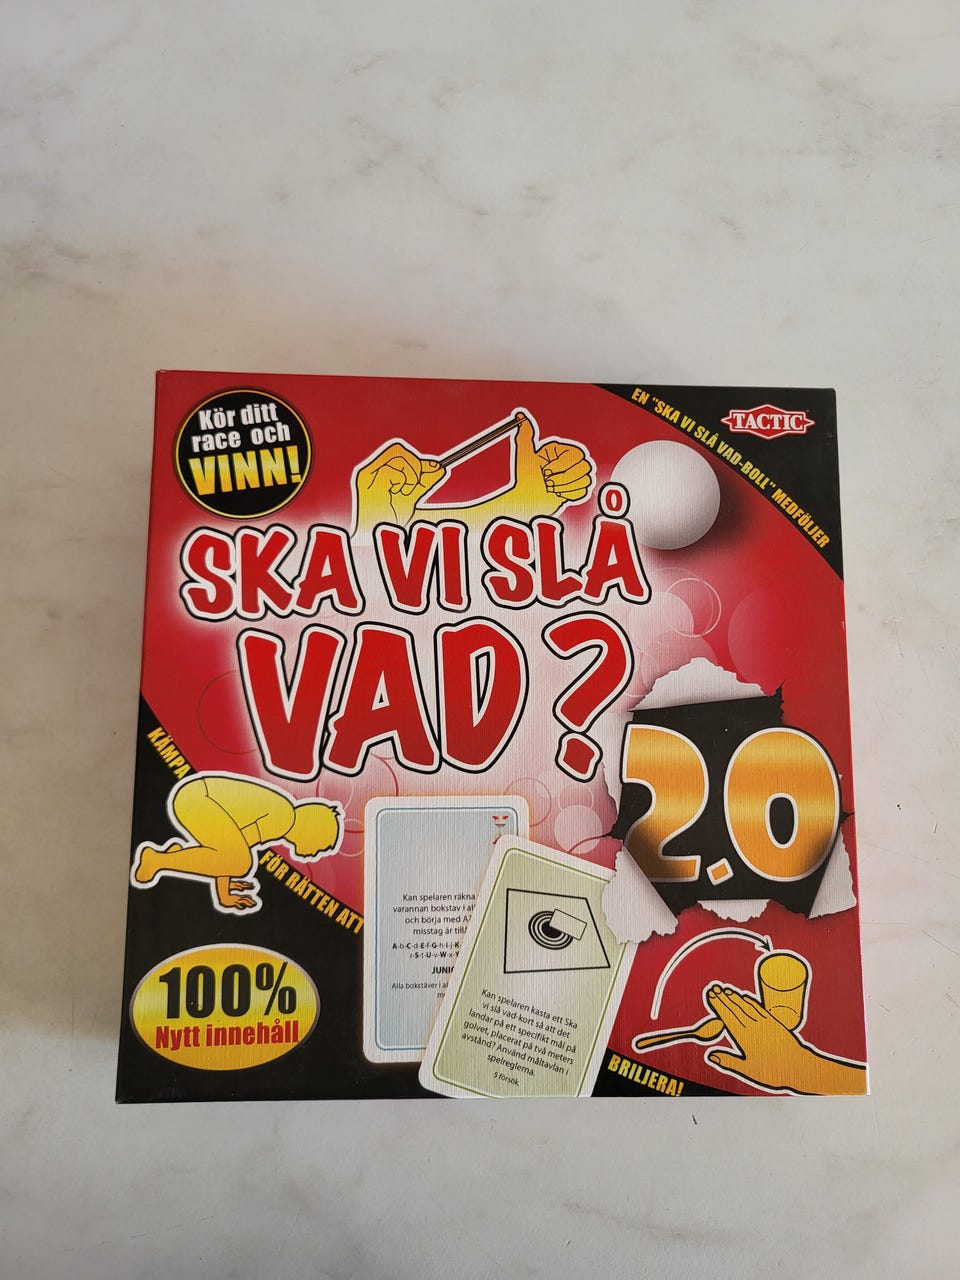 Kör ditt
race och
VINN!
EN "SKA VI SLÅ VAD-BOLL" MEDFÖLJER
TACTIC
SKA VI SLÅ
VAD?
2.0
KÄMPA
FÖR RÄTTEN ATT
BRILJERA!
100%
Nytt innehåll
Kan spelaren räkna
varannan bokstav i
och börja med A?
misstag är
A-b-C-d-E-f-G-h-I-j-K
r-S-t-U-v-W-x-Y
Alla bokstäver i
Kan spelaren kasta ett Ska
vi slå vad-kort så att det
landar på ett specifikt mål på
golvet, placerat på två meters
avstånd? Använd måltavlan i
spelreglerna.
5 försök.